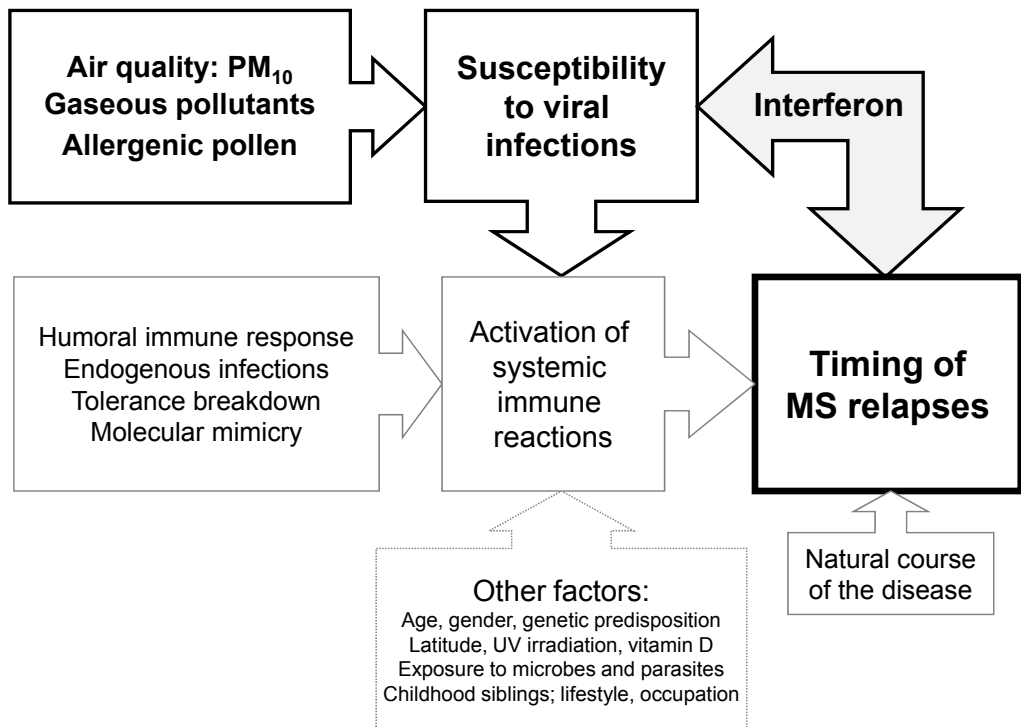 Air quality: PM₁₀
Gaseous pollutants
Allergenic pollen
Susceptibility
to viral
infections
Interferon
Humoral immune response
Endogenous infections
Tolerance breakdown
Molecular mimicry
Activation of
systemic
immune
reactions
Timing of
MS relapses
Other factors:
Age, gender, genetic predisposition
Latitude, UV irradiation, vitamin D
Exposure to microbes and parasites
Childhood siblings; lifestyle, occupation
Natural course
of the disease